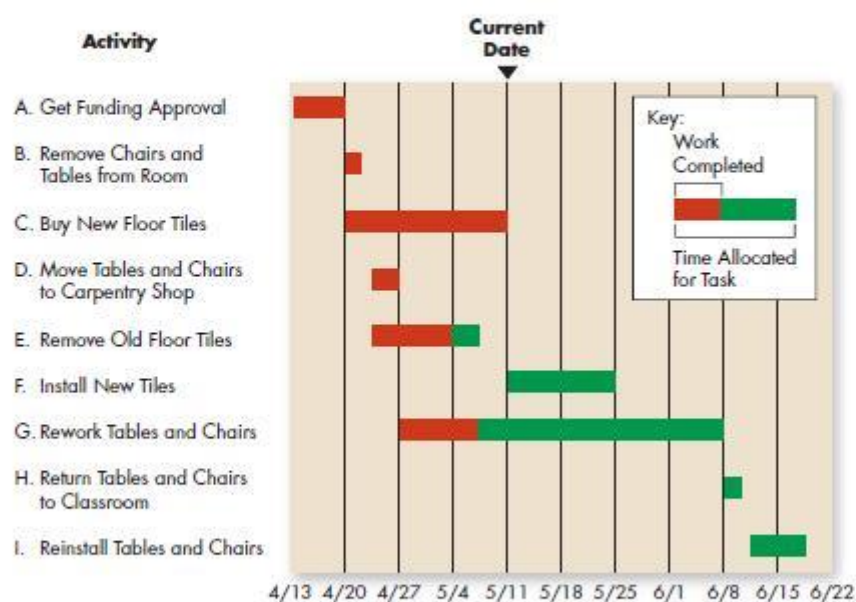 Activity
Current
Date
A. Get Funding Approval
B. Remove Chairs and
Tables from Room
C. Buy New Floor Tiles
D. Move Tables and Chairs
to Carpentry Shop
E. Remove Old Floor Tiles
F. Install New Tiles
G. Rework Tables and Chairs
H. Return Tables and Chairs
to Classroom
I. Reinstall Tables and Chairs
Key:
Work
Completed
Time Allocated
for Task
4/13 4/20 4/27 5/4 5/11 5/18 5/25 6/1 6/8 6/15 6/22